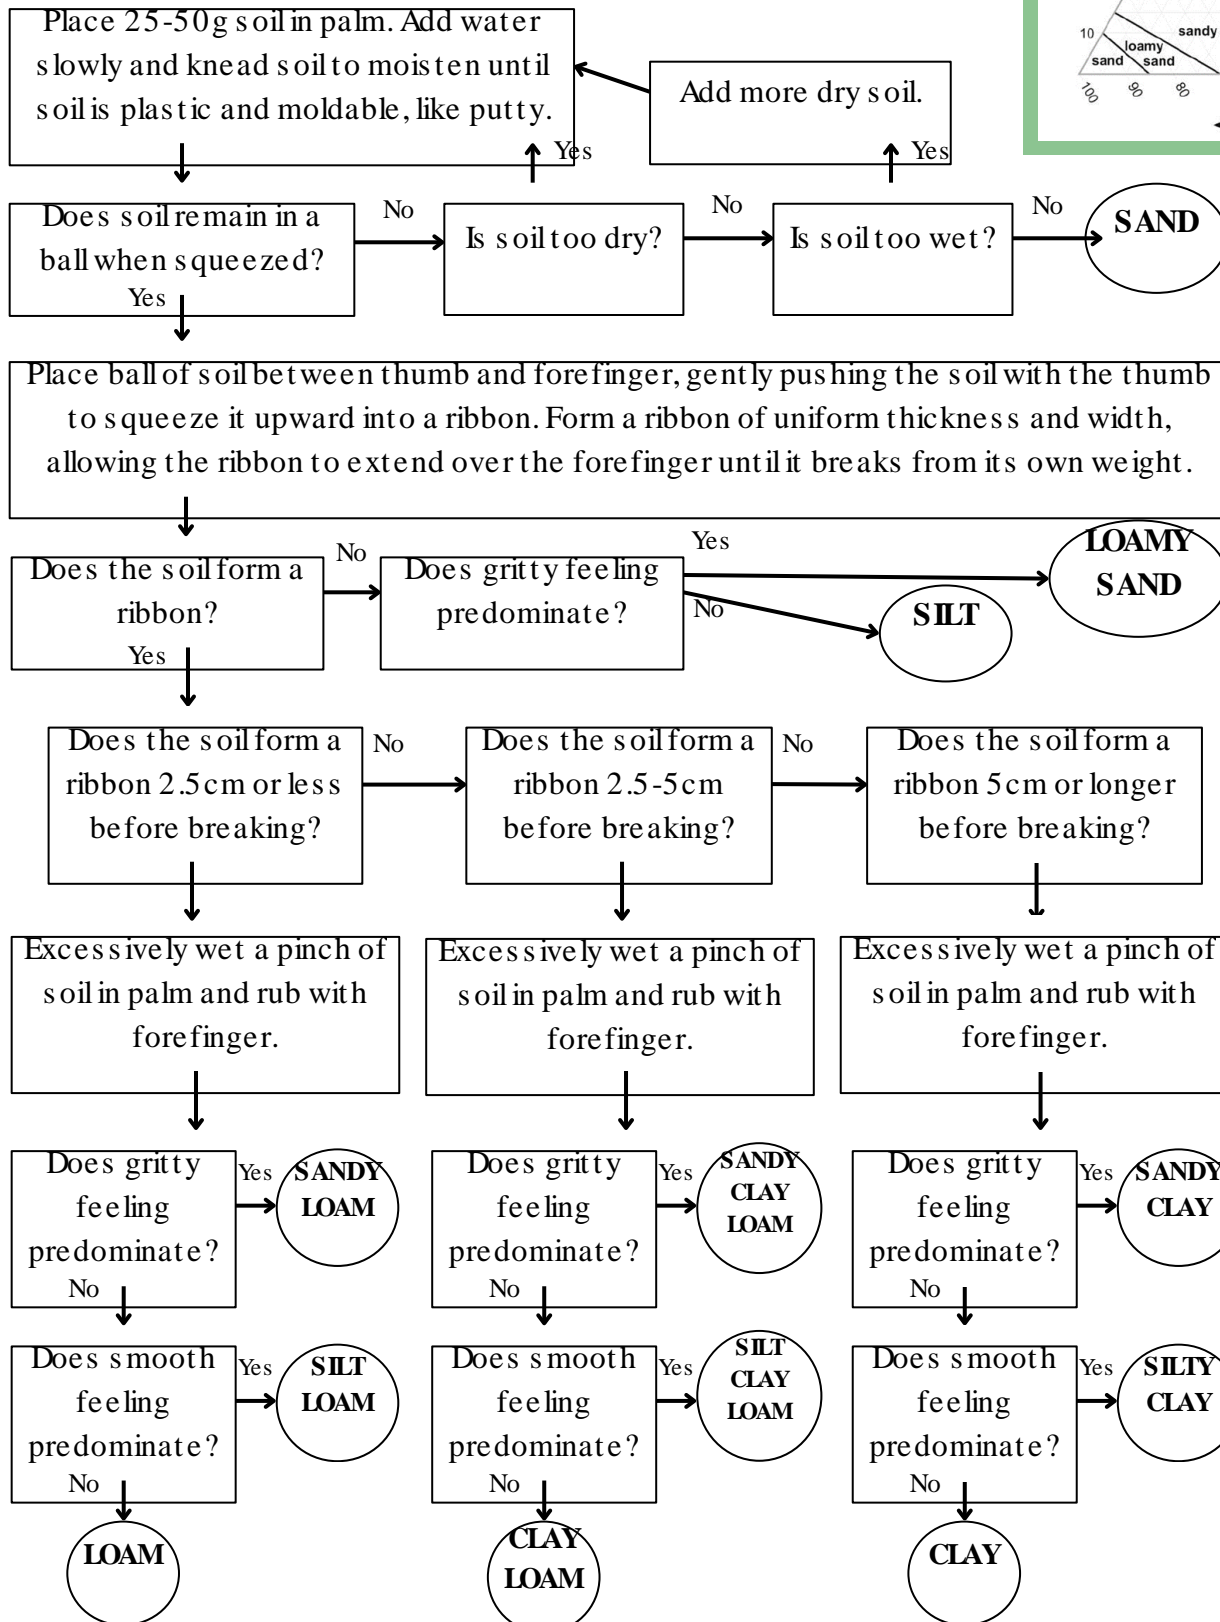 Place 25-50g soil in palm. Add water
slowly and knead soil to moisten until
soil is plastic and moldable, like putty.
Add more dry soil.
10
sandy
loamy
sand
sand
100
90
80
Yes
Yes
Does soil remain in a
ball when squeezed?
No
Is soil too dry?
No
Is soil too wet?
No
SAND
Yes
Place ball of soil between thumb and forefinger, gently pushing the soil with the thumb
to squeeze it upward into a ribbon. Form a ribbon of uniform thickness and width,
allowing the ribbon to extend over the forefinger until it breaks from its own weight.
Does the soil form a
ribbon?
No
Does gritty feeling
predominate?
Yes
LOAMY
SAND
No
SILT
Yes
Does the soil form a
ribbon 2.5cm or less
before breaking?
No
Does the soil form a
ribbon 2.5-5cm
before breaking?
No
Does the soil form a
ribbon 5cm or longer
before breaking?
Excessively wet a pinch of
soil in palm and rub with
forefinger.
Excessively wet a pinch of
soil in palm and rub with
forefinger.
Excessively wet a pinch of
soil in palm and rub with
forefinger.
Does gritty
feeling
predominate?
Yes
SANDY
LOAM
No
Does gritty
feeling
predominate?
Yes
SANDY
CLAY
LOAM
No
Does gritty
feeling
predominate?
Yes
SANDY
CLAY
No
Does smooth
feeling
predominate?
Yes
SILT
LOAM
No
Does smooth
feeling
predominate?
Yes
SILT
CLAY
LOAM
No
Does smooth
feeling
predominate?
Yes
SILTY
CLAY
No
LOAM
CLAY
LOAM
CLAY